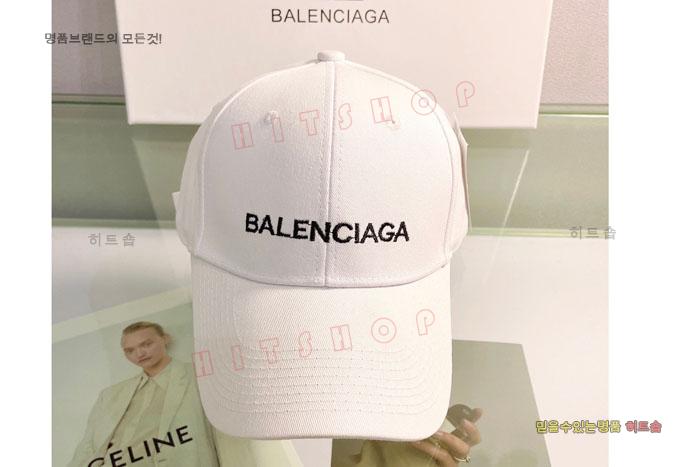 BALENCIAGA
명품브랜드의 모든것!
HITSHOP
BALENCIAGA
히트숍
히트숍
HITSHOP
믿을수있는명품 히트숍
CÉLINE